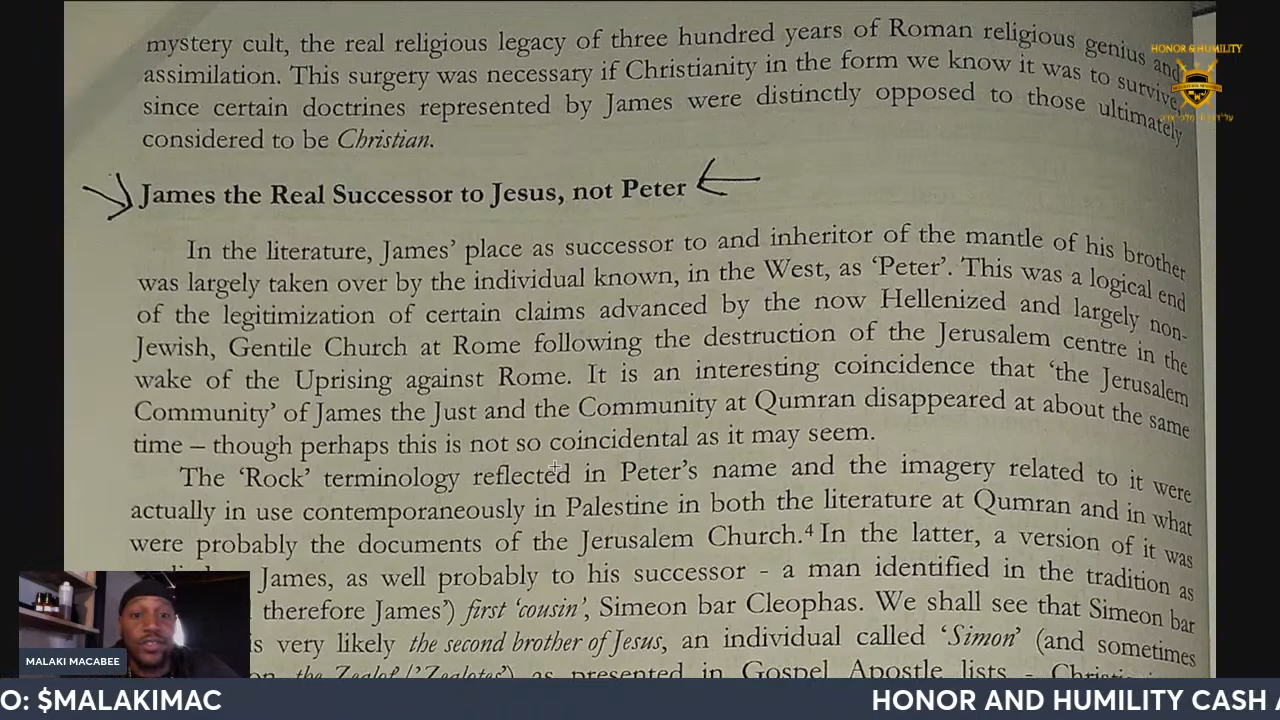 mystery cult, the real religious legacy of three hundred years of Roman religious genius and
assimilation. This surgery was necessary if Christianity in the form we know it was to survive,
since certain doctrines represented by James were distinctly opposed to those ultimately
considered to be Christian.
HONOR & HUMILITY
James the Real Successor to Jesus, not Peter
In the literature, James’ place as successor to and inheritor of the mantle of his brother
was largely taken over by the individual known, in the West, as ‘Peter’. This was a logical end
of the legitimization of certain claims advanced by the now Hellenized and largely non-
Jewish, Gentile Church at Rome following the destruction of the Jerusalem centre in the
wake of the Uprising against Rome. It is an interesting coincidence that ‘the Jerusalem
Community’ of James the Just and the Community at Qumran disappeared at about the same
time – though perhaps this is not so coincidental as it may seem.
The ‘Rock’ terminology reflected in Peter’s name and the imagery related to it were
actually in use contemporaneously in Palestine in both the literature at Qumran and in what
were probably the documents of the Jerusalem Church.4 In the latter, a version of it was
James, as well probably to his successor - a man identified in the tradition as
therefore James’) first ‘cousin’, Simeon bar Cleophas. We shall see that Simeon bar
is very likely the second brother of Jesus, an individual called ‘Simon’ (and sometimes
the Zealot as presented in Gospel Apostle lists -
MALAKI MACABEE
O: $MALAKIMAC
HONOR AND HUMILITY CASH